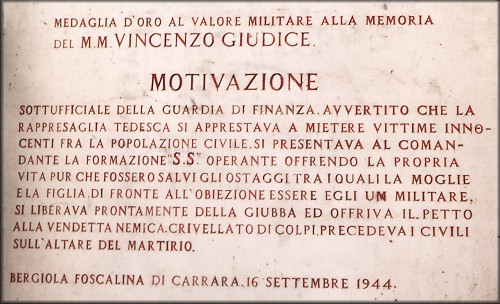 MEDAGLIA D'ORO AL VALORE MILITARE ALLA MEMORIA
DEL M.M. VINCENZO GIUDICE.
MOTIVAZIONE
SOTTUFFICIALE DELLA GUARDIA DI FINANZA. AVVERTITO CHE LA
RAPPRESAGLIA TEDESCA SI APPRESTAVA A MIETERE VITTIME INNO-
CENTI FRA LA POPOLAZIONE CIVILE. SI PRESENTAVA AL COMAN-
DANTE LA FORMAZIONE "S.S." OPERANTE OFFRENDO LA PROPRIA
VITA PUR CHE FOSSERO SALVI GLI OSTAGGI TRA I QUALI LA MOGLIE
E LA FIGLIA. DI FRONTE ALL'OBIEZIONE ESSERE EGLI UM MILITARE,
SI LIBERAVA PRONTAMENTE DELLA GIUBBA ED OFFRIVA IL PETTO
ALLA VENDETTA NEMICA. CRIVELLATO DI COLPI, PRECEDEVA I CIVILI
SULL'ALTARE DEL MARTIRIO.
BERGIOLA FOSCALINA DI CARRARA, 16 SETTEMBRE 1944.